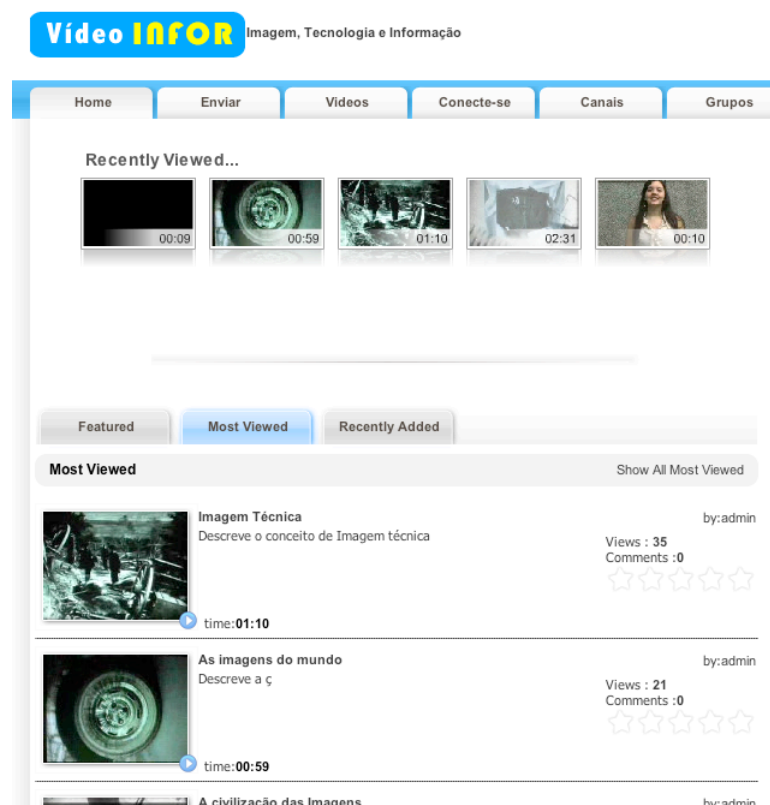 Vídeo INFOR Imagem, Tecnologia e Informação
Home Enviar Videos Conecte-se Canais Grupos
Recently Viewed...
00:09 00:59 01:10 02:31 00:10
Featured Most Viewed Recently Added
Most Viewed Show All Most Viewed
Imagem Técnica by:admin
Descreve o conceito de Imagem técnica
Views : 35
Comments :0
time:01:10
As imagens do mundo by:admin
Descreve a ç
Views : 21
Comments :0
time:00:59
A civilização das Imagens by:admin